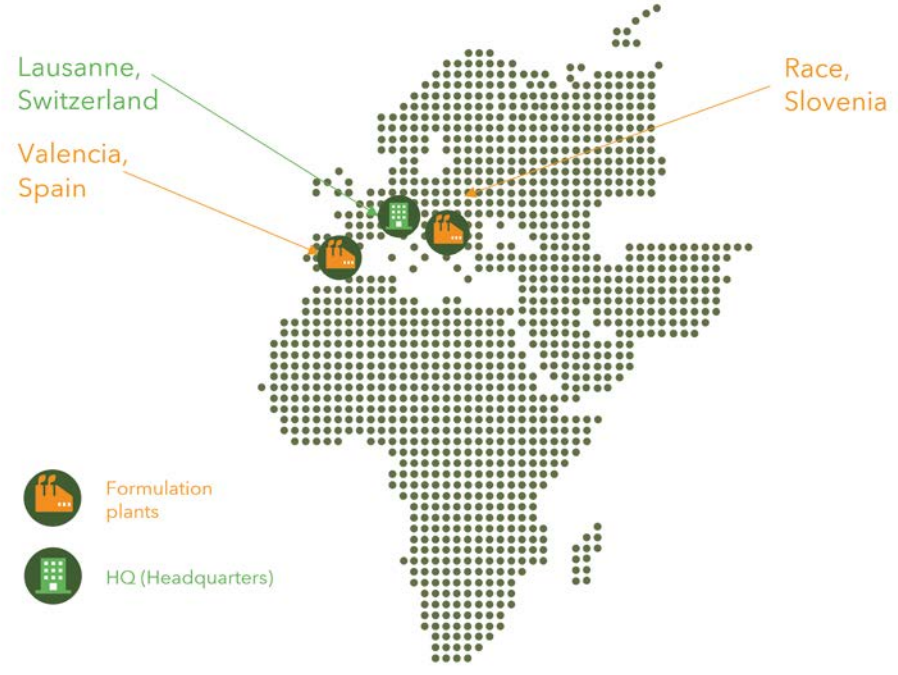 Lausanne,
Switzerland
Valencia,
Spain
Race,
Slovenia
Formulation
plants
HQ (Headquarters)